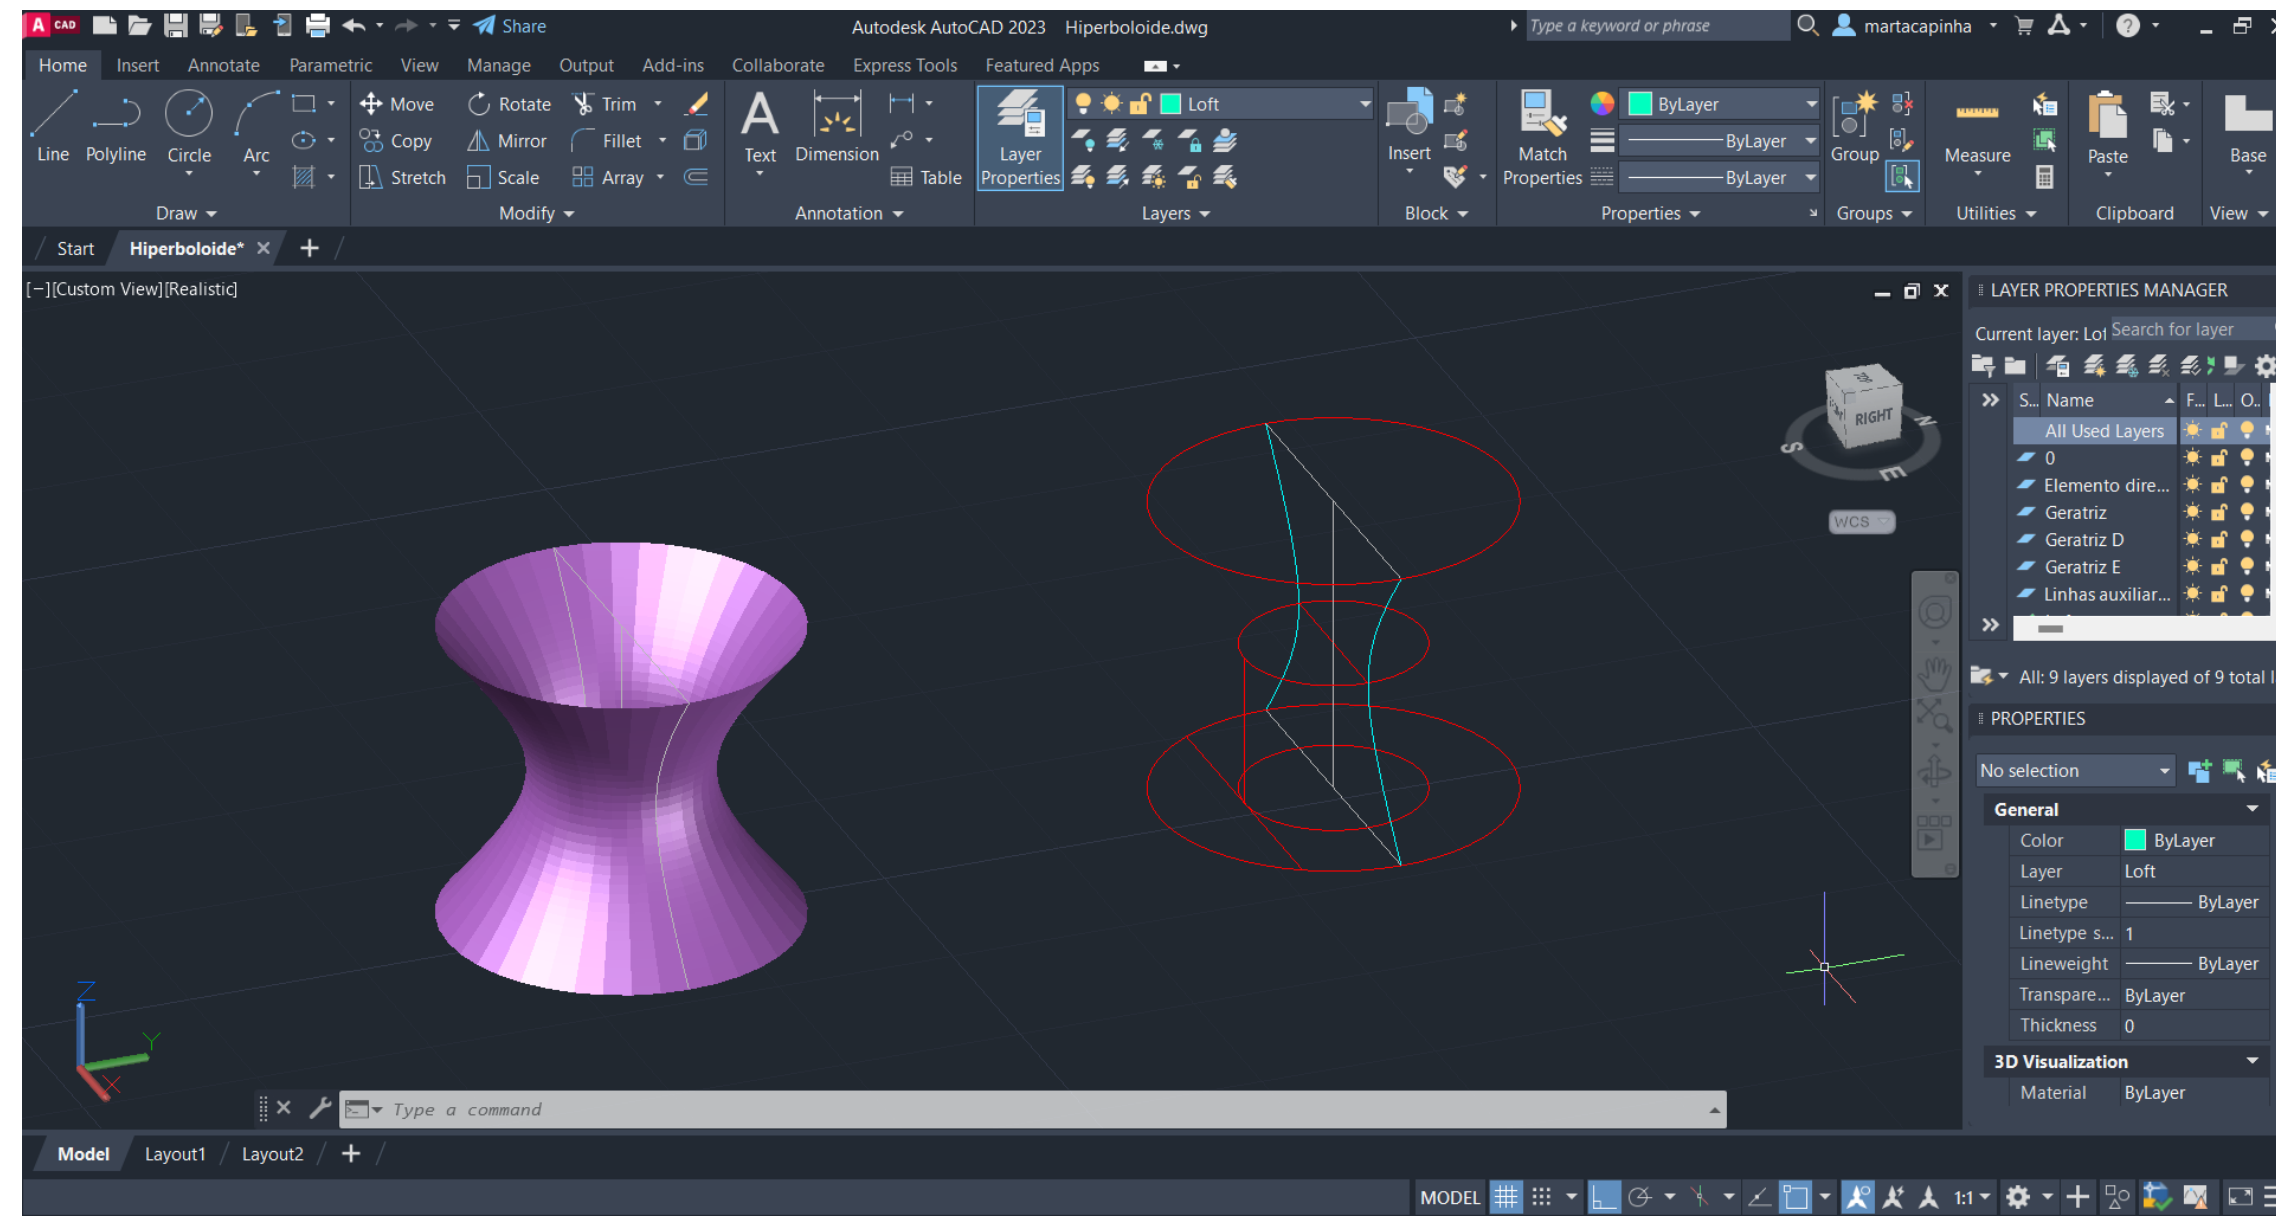 A CAD Share Autodesk AutoCAD 2023 Hiperboloide.dwg Type a keyword or phrase martacapinha
Home Insert Annotate Parametric View Manage Output Add-ins Collaborate Express Tools Featured Apps
Move Rotate Trim Loft ByLayer
Copy Mirror Fillet ByLayer
Line Polyline Circle Arc Text Dimension Layer Properties Insert Match Properties Group Measure Paste Base
Stretch Scale Array Table ByLayer
Draw Modify Annotation Layers Block Properties Groups Utilities Clipboard View
Start Hiperboloide*
[−][Custom View][Realistic]
LAYER PROPERTIES MANAGER
Current layer: Lof Search for layer
S... Name F... L... O..
All Used Layers
0
Elemento dire...
Geratriz
Geratriz D
Geratriz E
Linhas auxiliar...
All: 9 layers displayed of 9 total l
TOP
RIGHT
S E N
WCS
PROPERTIES
No selection
General
Color ByLayer
Layer Loft
Linetype ByLayer
Linetype s... 1
Lineweight ByLayer
Transpare... ByLayer
Thickness 0
3D Visualization
Material ByLayer
Z
Y
X
Type a command
Model Layout1 Layout2
MODEL 1:1